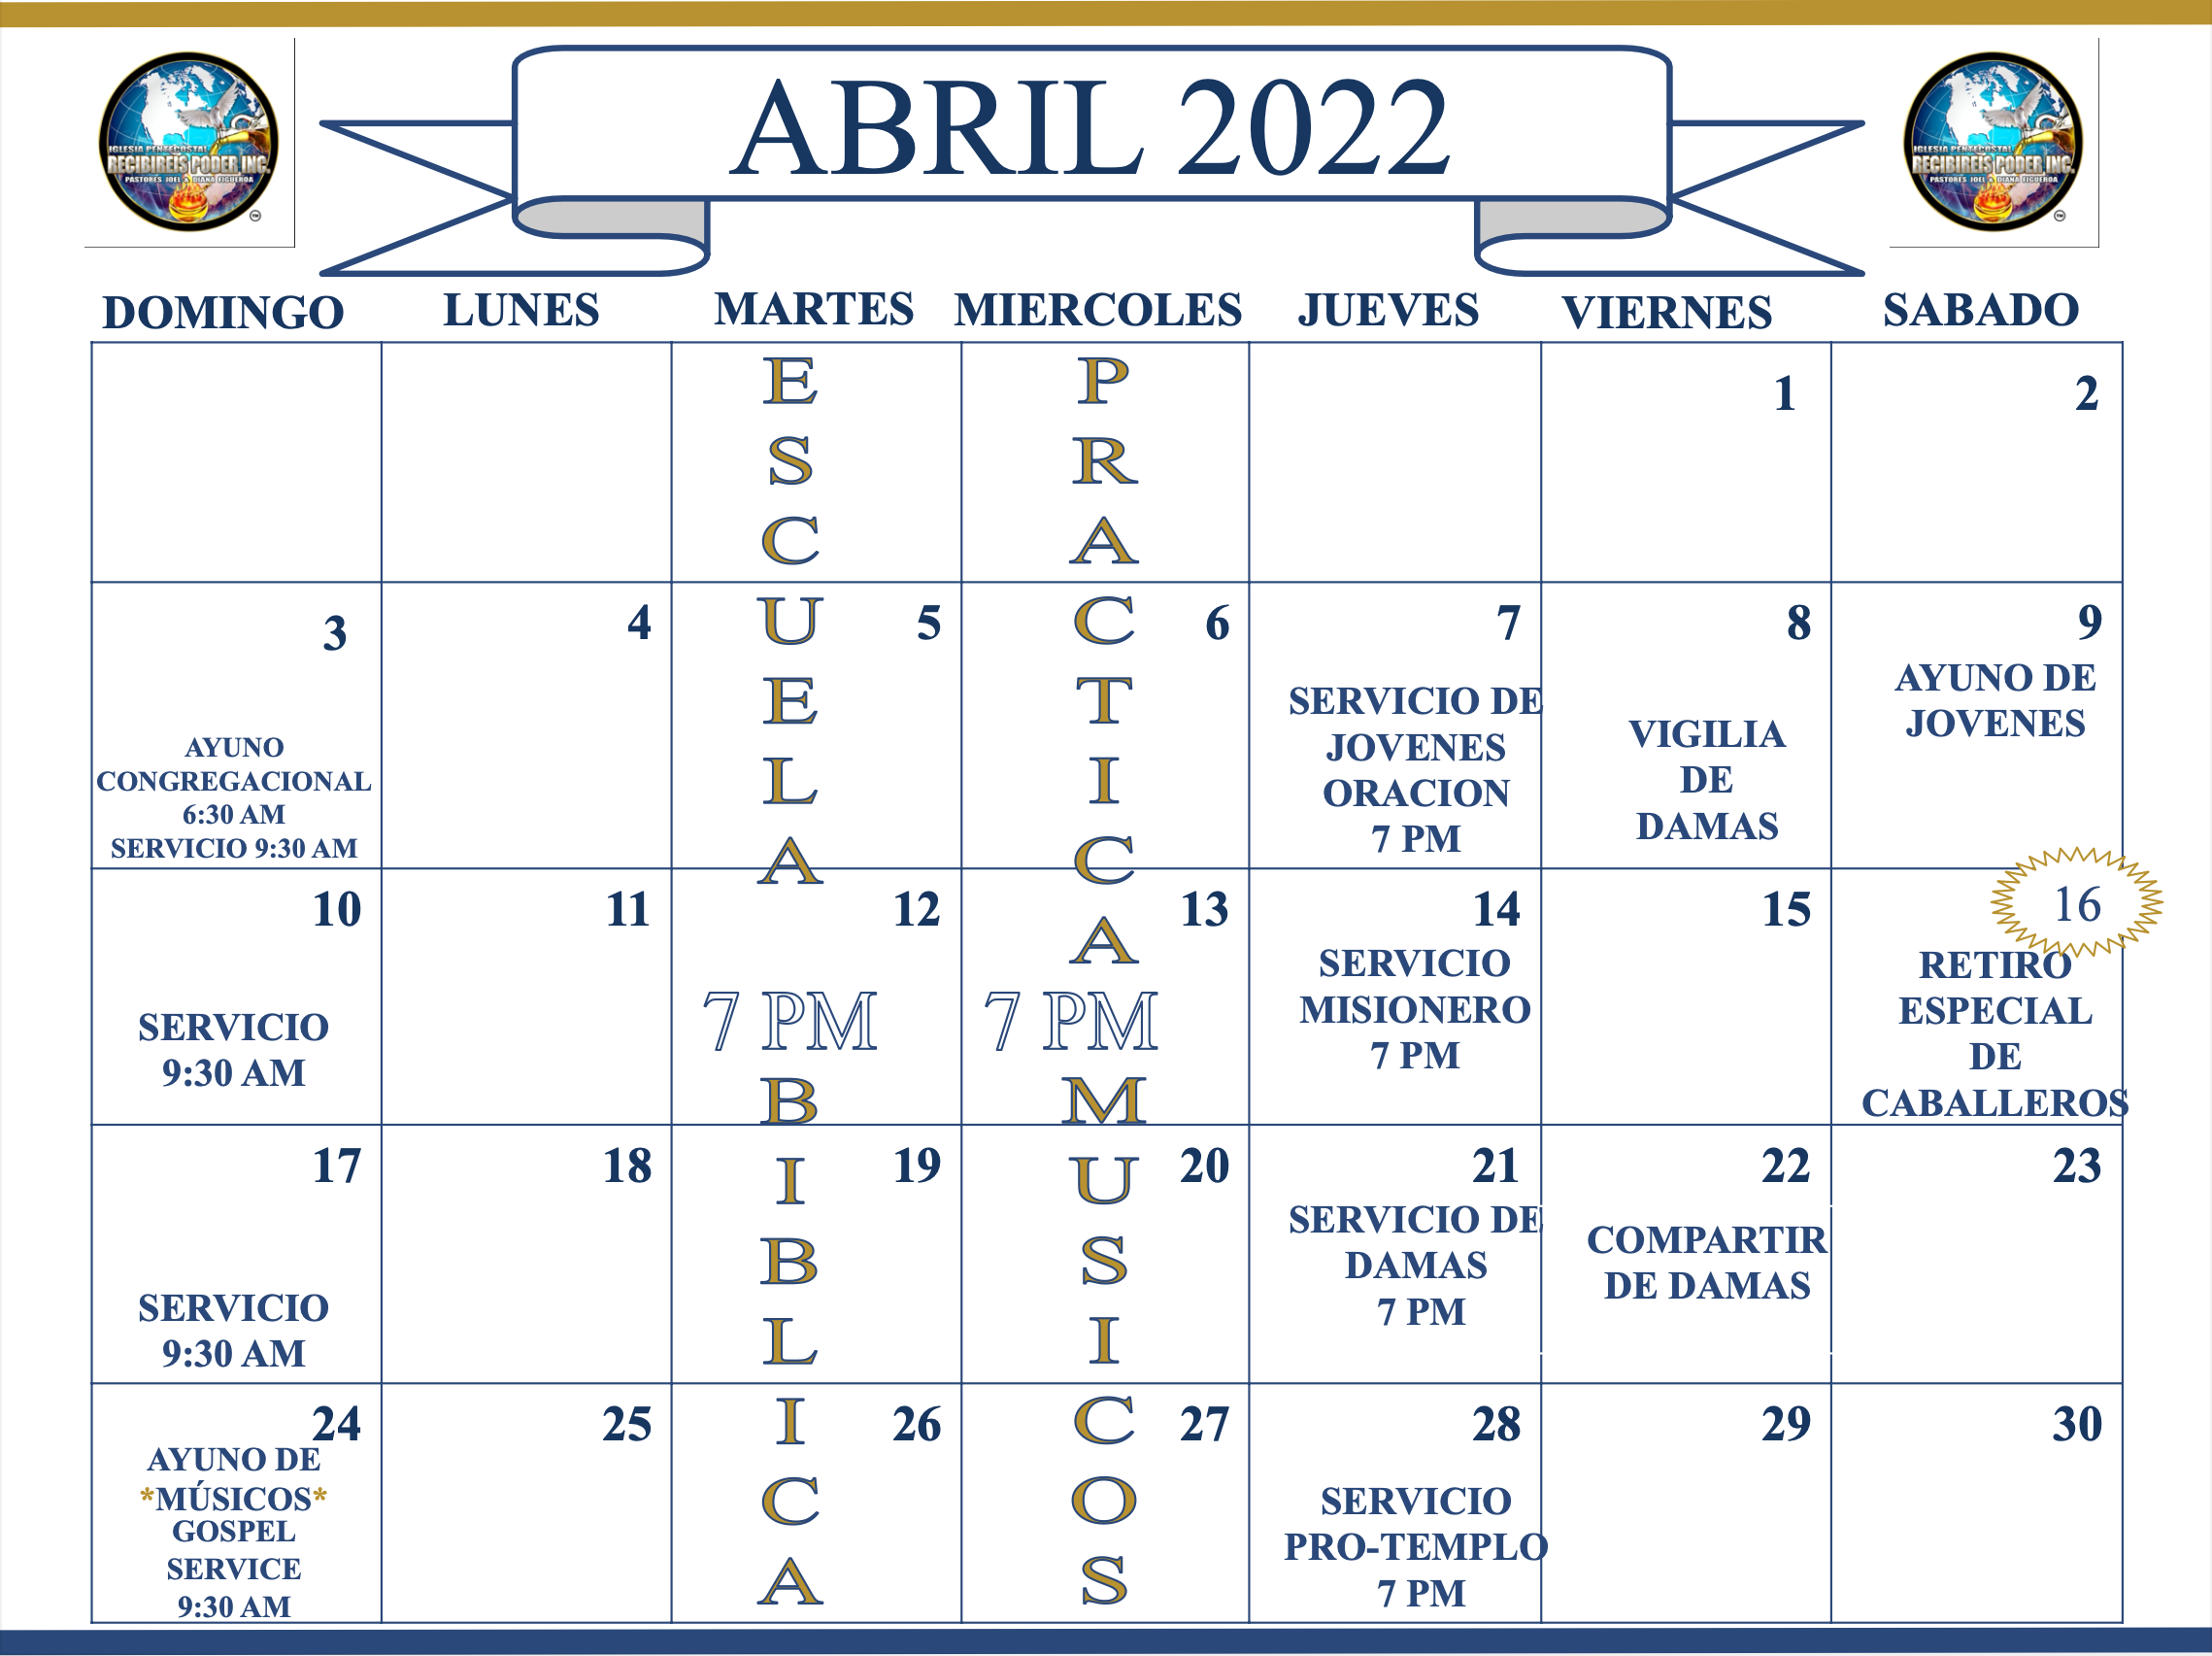 IGLESIA PENTECOSTAL
RECIBIREIS PODER, INC.
PASTORES JOEL & DIANA FIGUEROA
TM
ABRIL 2022
IGLESIA PENTECOSTAL
RECIBIREIS PODER, INC.
PASTORES JOEL & DIANA FIGUEROA
TM
DOMINGO LUNES MARTES MIERCOLES JUEVES VIERNES SABADO
ESCUELA
7 PM
BIBLICA
PRACTICA
7 PM
MUSICOS
1
2
3
AYUNO
CONGREGACIONAL
6:30 AM
SERVICIO 9:30 AM
4
5
6
7
SERVICIO DE
JOVENES
ORACION
7 PM
8
VIGILIA
DE
DAMAS
9
AYUNO DE
JOVENES
10
SERVICIO
9:30 AM
11
12
13
14
SERVICIO
MISIONERO
7 PM
15
16
RETIRO
ESPECIAL
DE
CABALLEROS
17
SERVICIO
9:30 AM
18
19
20
21
SERVICIO DE
DAMAS
7 PM
22
COMPARTIR
DE DAMAS
23
24
AYUNO DE
*MÚSICOS*
GOSPEL
SERVICE
9:30 AM
25
26
27
28
SERVICIO
PRO-TEMPLO
7 PM
29
30